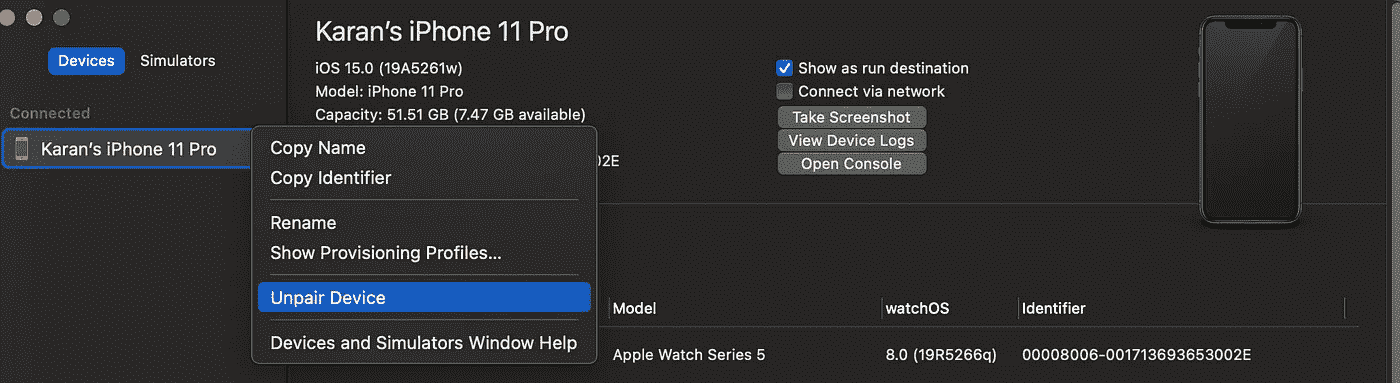 Karan's iPhone 11 Pro
Devices Simulators
iOS 15.0 (19A5261w)
Show as run destination
Model: iPhone 11 Pro
Connect via network
Connected
Capacity: 51.51 GB (7.47 GB available)
Take Screenshot
Karan's iPhone 11 Pro
Copy Name
View Device Logs
02E
Open Console
Copy Identifier
Rename
Show Provisioning Profiles...
Unpair Device
Devices and Simulators Window Help
Model watchOS Identifier
Apple Watch Series 5 8.0 (19R5266q) 00008006-001713693653002E